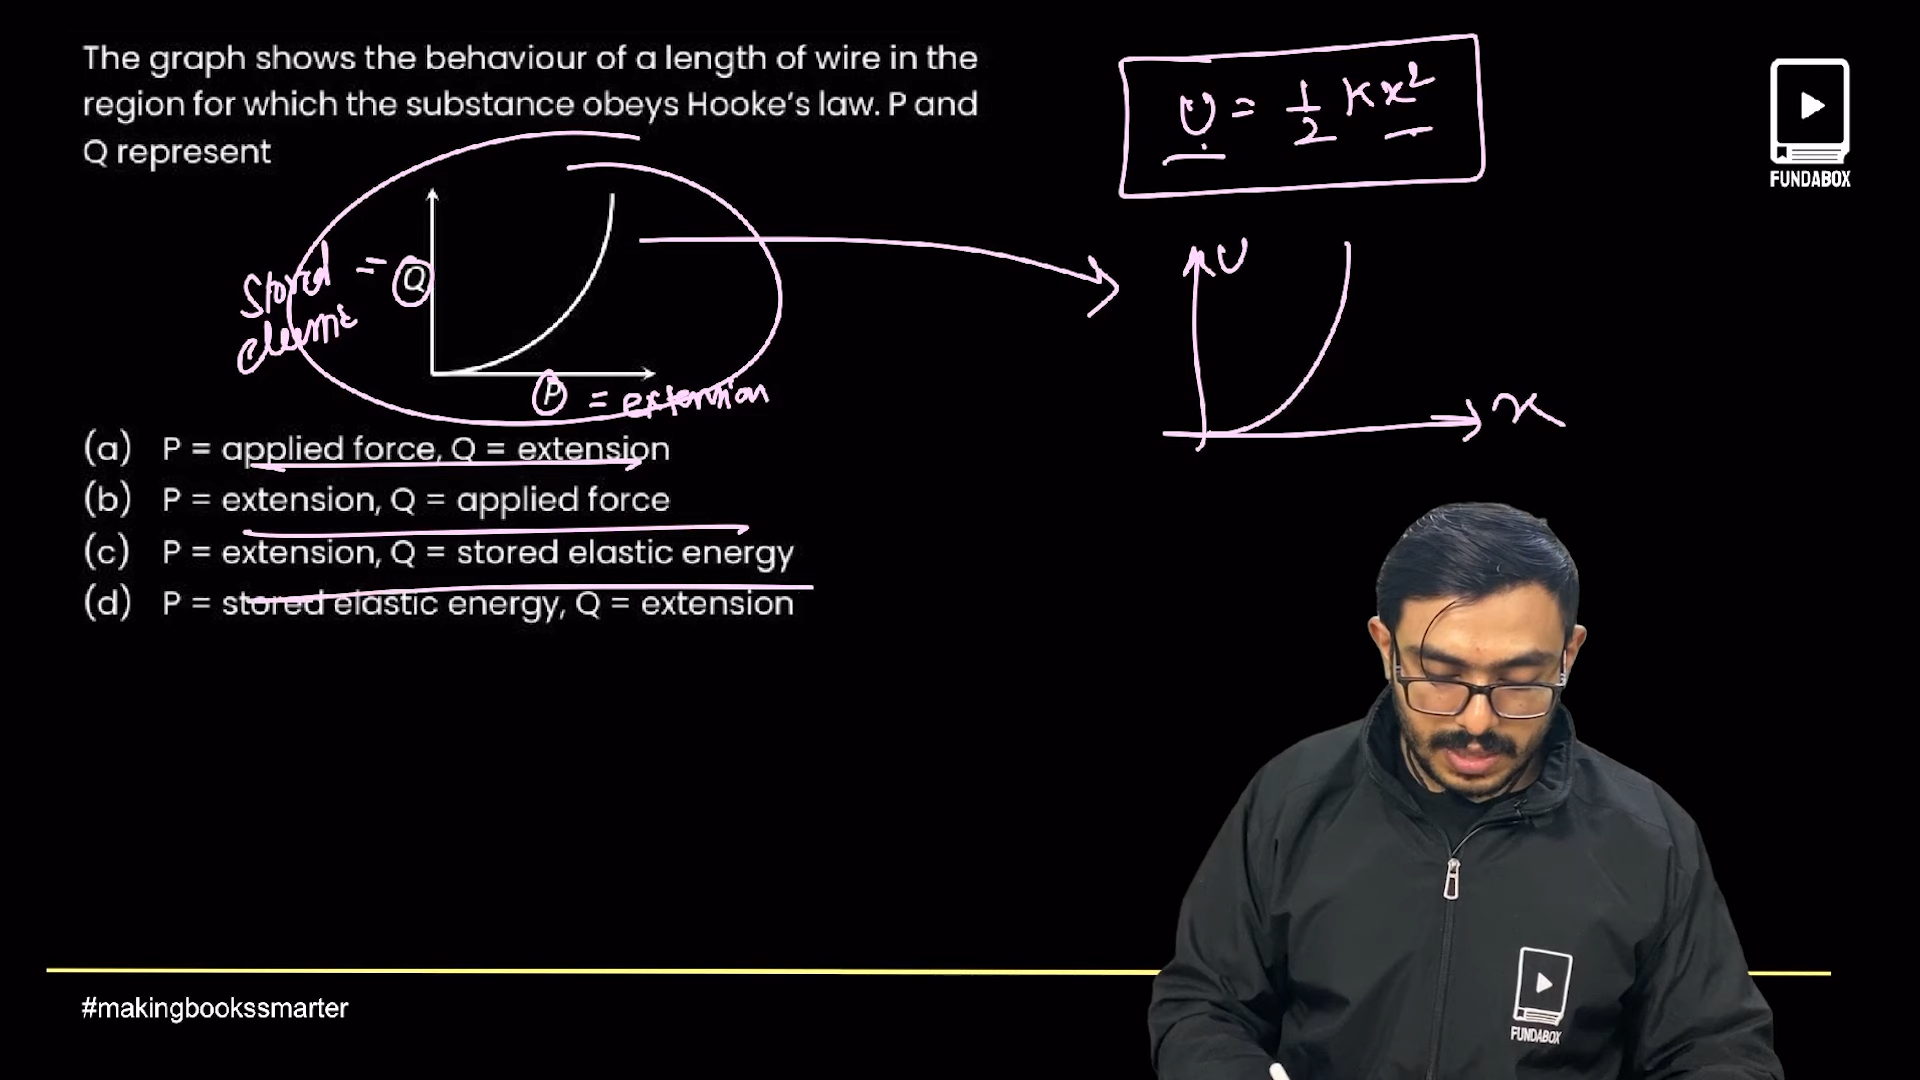 The graph shows the behaviour of a length of wire in the
region for which the substance obeys Hooke's law. P and
Q represent
U = 1/2 Kx²
FUNDABOX
Stored = Q
U
P = extension
x
(a) P = applied force, Q = extension
(b) P = extension, Q = applied force
(c) P = extension, Q = stored elastic energy
(d) P = stored elastic energy, Q = extension
FUNDABOX
#makingbookssmarter